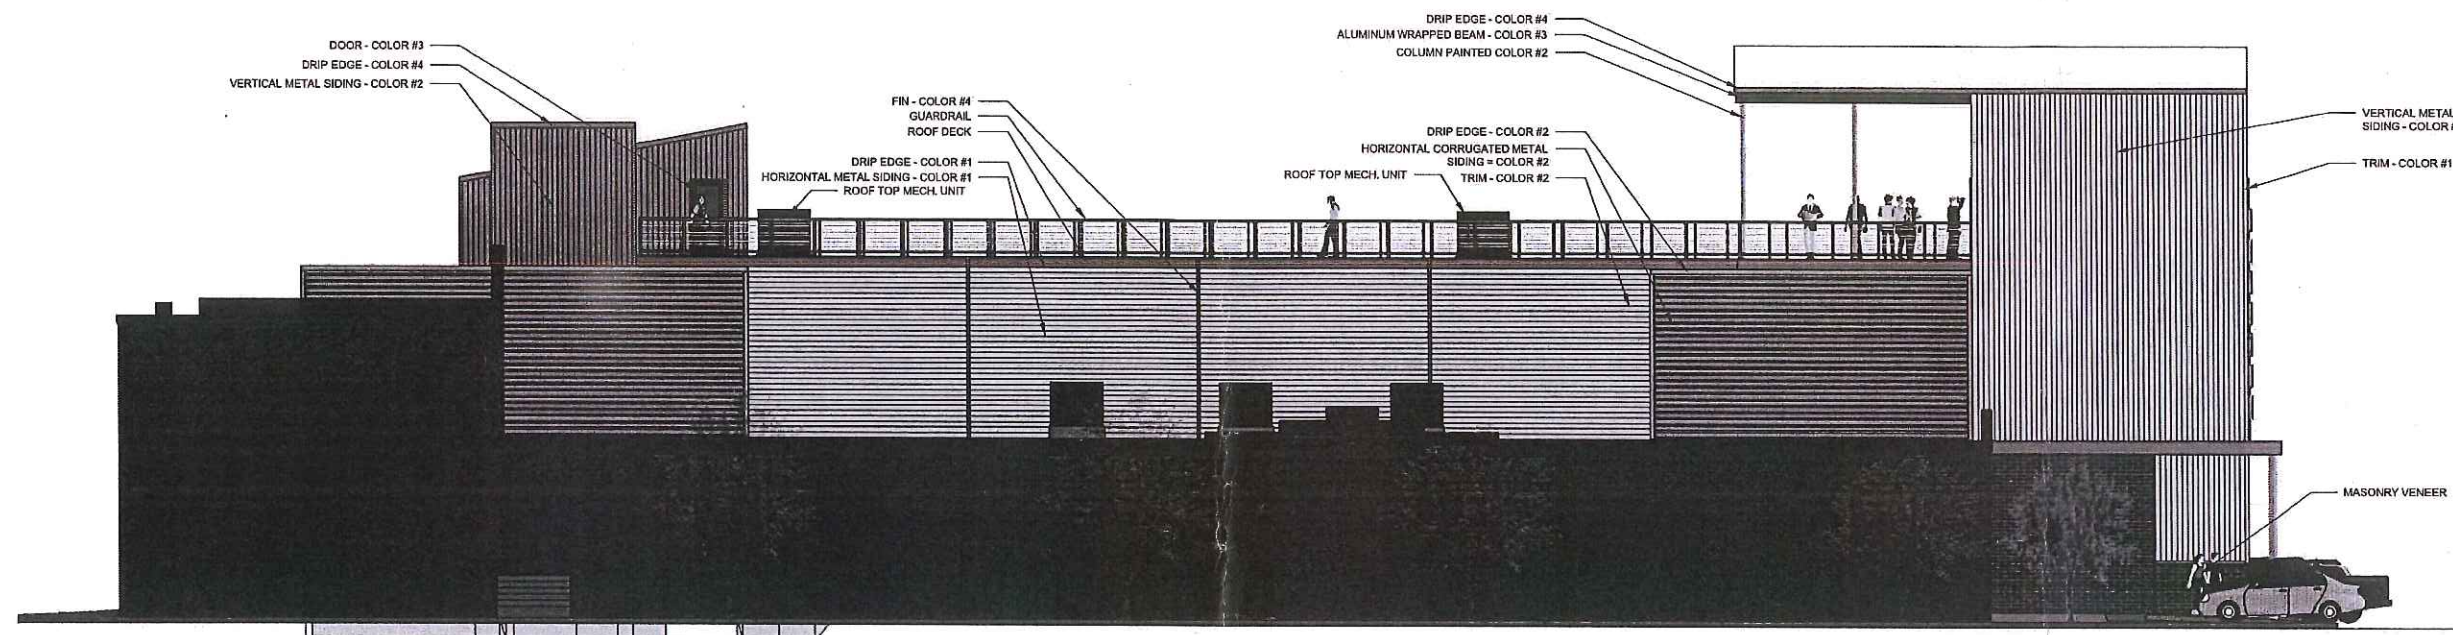 DOOR - COLOR #3
DRIP EDGE - COLOR #4
VERTICAL METAL SIDING - COLOR #2
FIN - COLOR #4
GUARDRAIL
ROOF DECK
DRIP EDGE - COLOR #1
HORIZONTAL METAL SIDING - COLOR #1
ROOF TOP MECH. UNIT
DRIP EDGE - COLOR #4
ALUMINUM WRAPPED BEAM - COLOR #3
COLUMN PAINTED COLOR #2
DRIP EDGE - COLOR #2
HORIZONTAL CORRUGATED METAL
SIDING = COLOR #2
TRIM - COLOR #2
ROOF TOP MECH. UNIT
VERTICAL METAL
SIDING - COLOR #
TRIM - COLOR #1
MASONRY VENEER